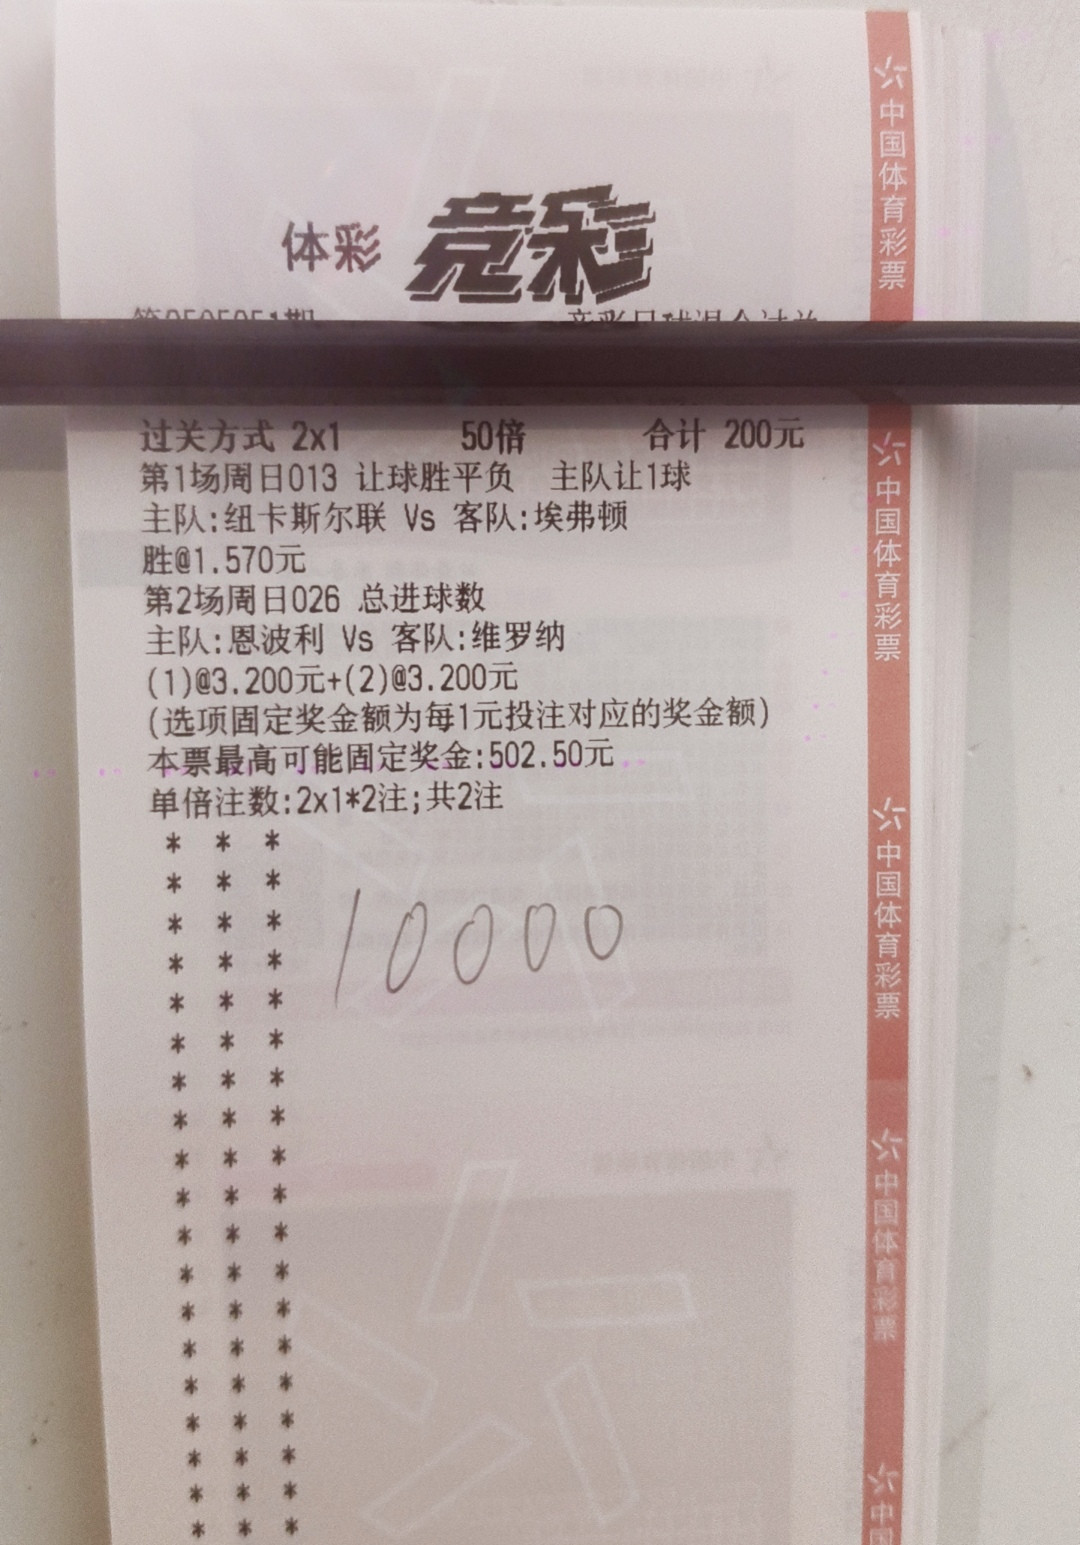 体彩 竞彩
过关方式 2x1 50倍 合计 200元
第1场周日013 让球胜平负 主队让1球
主队:纽卡斯尔联 Vs 客队:埃弗顿
胜@1.570元
第2场周日026 总进球数
主队:恩波利 Vs 客队:维罗纳
(1)@3.200元+(2)@3.200元
(选项固定奖金额为每1元投注对应的奖金额)
本票最高可能固定奖金:502.50元
单倍注数:2x1*2注;共2注
10000
中国体育彩票
中国体育彩票
中国体育彩票
中国体育彩票